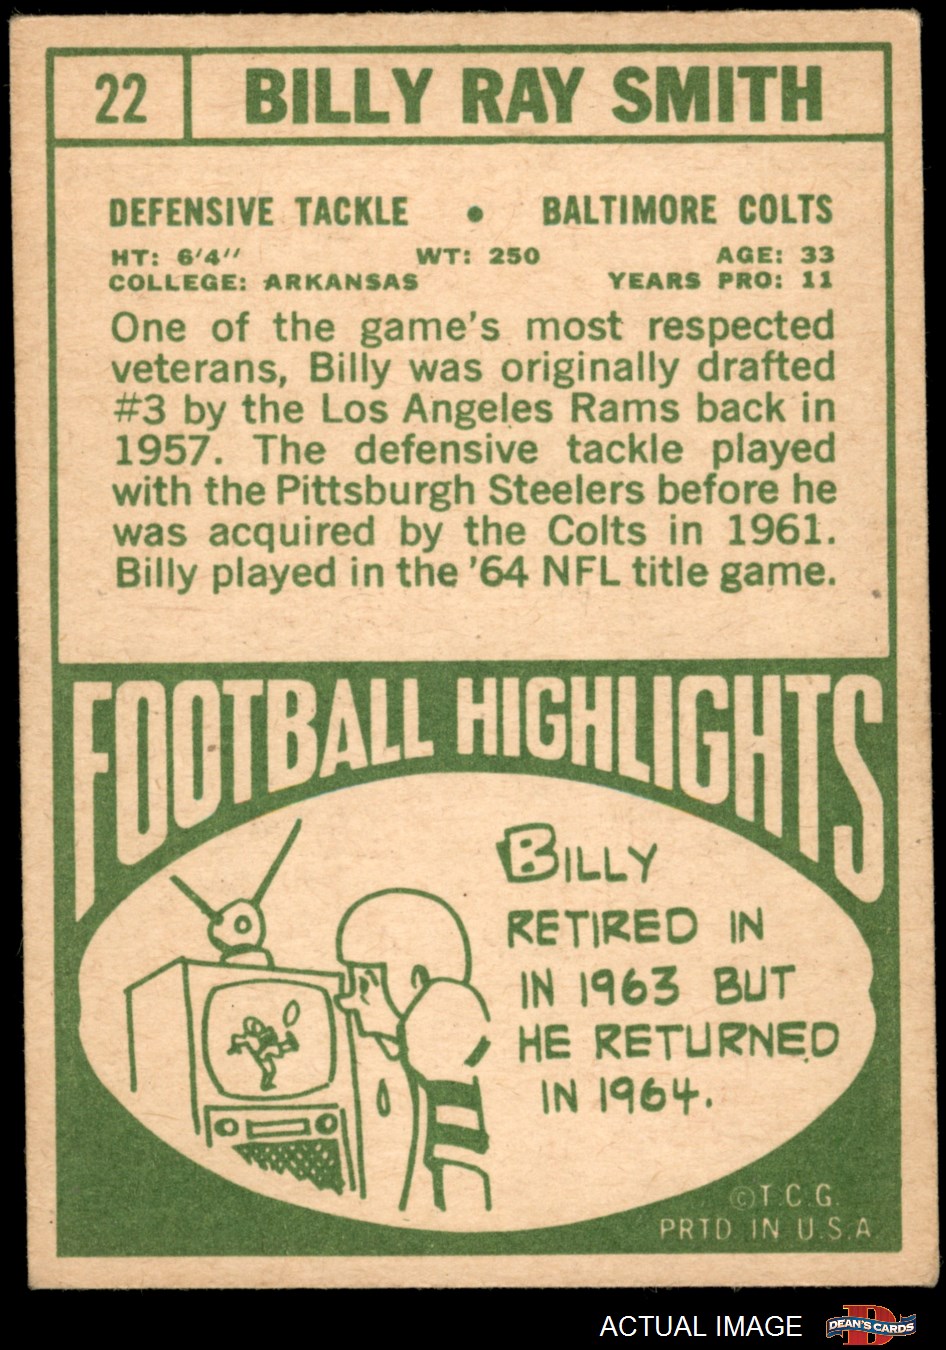 22 BILLY RAY SMITH
DEFENSIVE TACKLE • BALTIMORE COLTS
HT: 6'4'' WT: 250 AGE: 33
COLLEGE: ARKANSAS YEARS PRO: 11
One of the game's most respected
veterans, Billy was originally drafted
#3 by the Los Angeles Rams back in
1957. The defensive tackle played
with the Pittsburgh Steelers before he
was acquired by the Colts in 1961.
Billy played in the '64 NFL title game.
FOOTBALL HIGHLIGHTS
BILLY
RETIRED IN
IN 1963 BUT
HE RETURNED
IN 1964.
©T.C.G.
PRTD IN U.S.A
ACTUAL IMAGE
D
DEAN'S CARDS